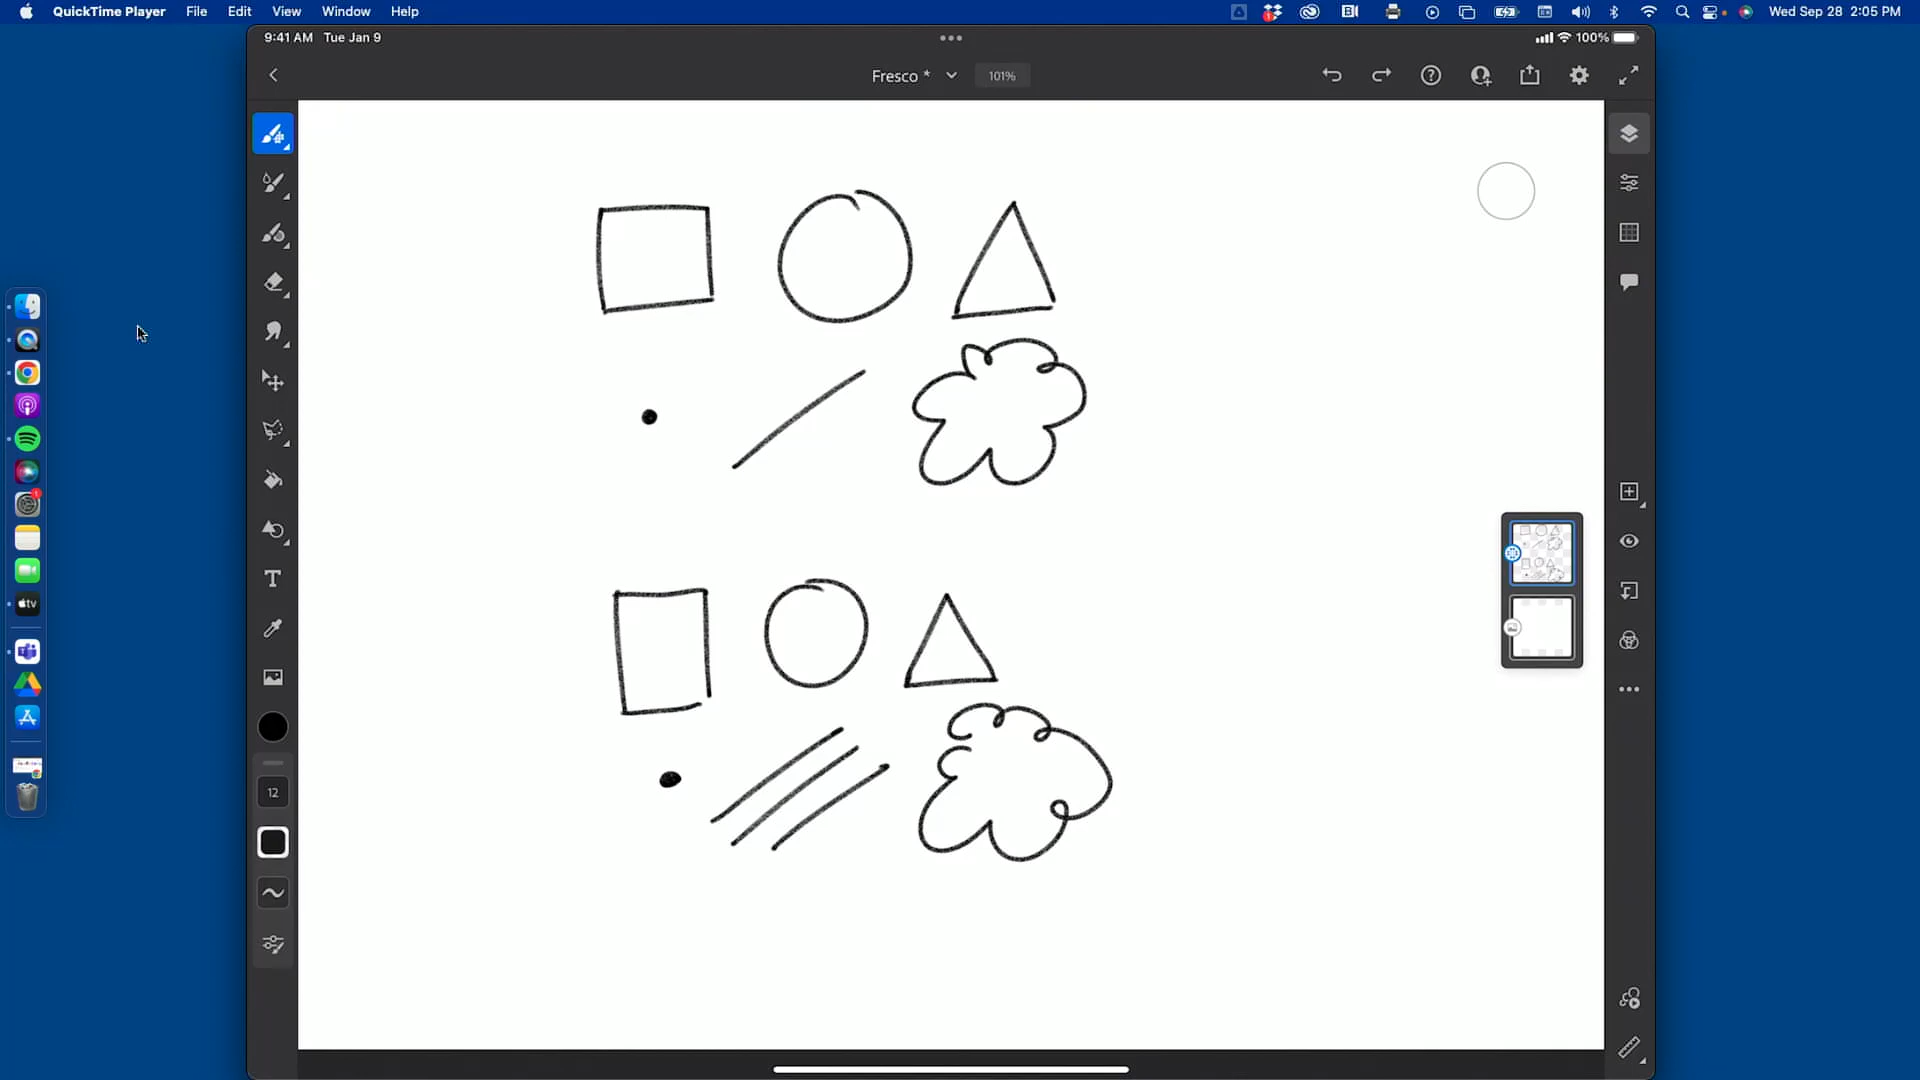 QuickTime Player File Edit View Window Help Wed Sep 28 2:05 PM
9:41 AM Tue Jan 9 100%
Fresco * 101%
12
tv